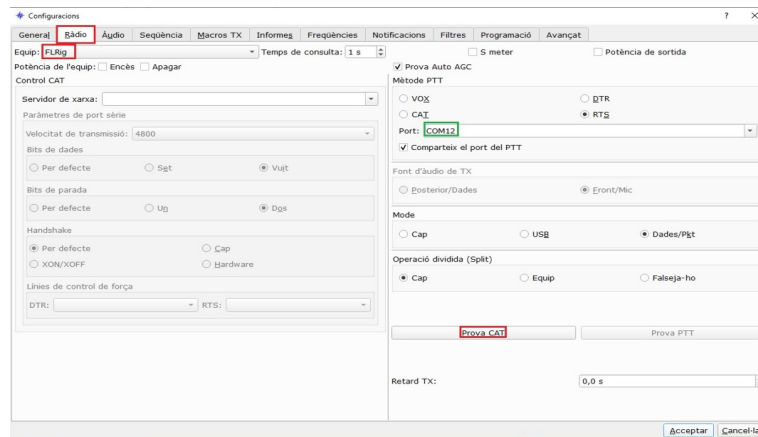 Configuracions ? ×
General Ràdio Àudio Seqüència Macros TX Informes Freqüències Notificacions Filtres Programació Avançat
Equip: FLRig Temps de consulta: 1 s S meter Potència de sortida
Potència de l'equip: Encès Apagar
Prova Auto AGC
Control CAT
Servidor de xarxa:
Paràmetres de port sèrie
Velocitat de transmissió: 4800
Bits de dades
Per defecte Set Vuit
Bits de parada
Per defecte Un Dos
Handshake
Per defecte Cap
XON/XOFF Hardware
Línies de control de força
DTR: RTS:
Mètode PTT
VOX DTR
CAT RTS
Port: COM12
Comparteix el port del PTT
Font d'àudio de TX
Posterior/Dades Front/Mic
Mode
Cap USB Dades/Pkt
Operació dividida (Split)
Cap Equip Falseja-ho
Prova CAT Prova PTT
Retard TX: 0,0 s
Acceptar